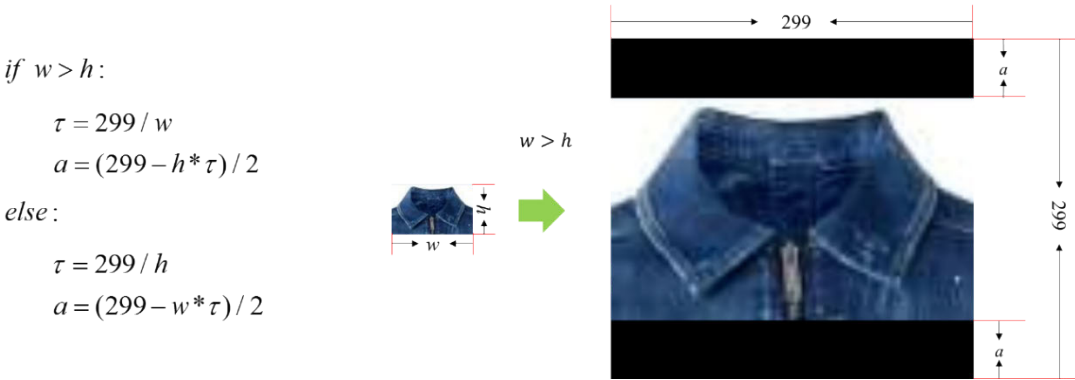 if w > h :
τ = 299 / w
a = (299 – h * τ) / 2
else :
τ = 299 / h
a = (299 – w * τ) / 2
h
w
w > h
299
a
299
a